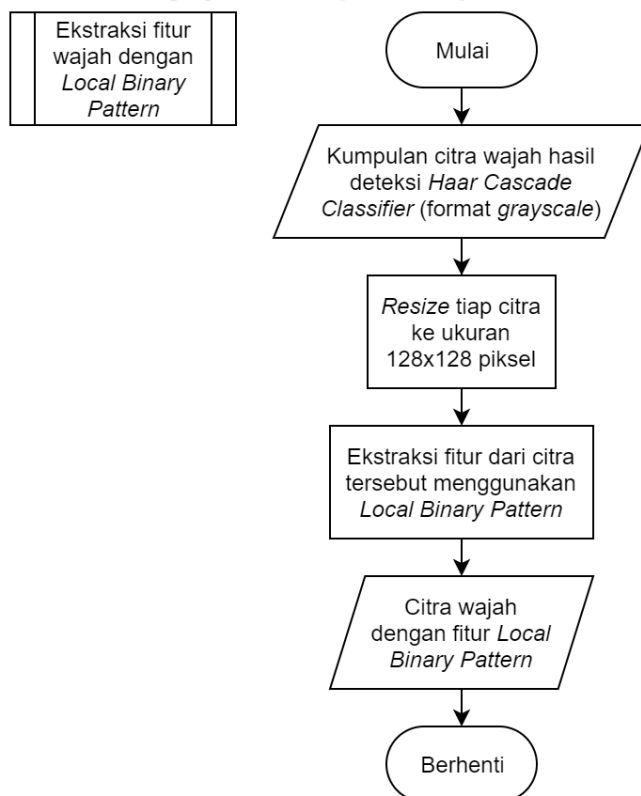 Ekstraksi fitur
wajah dengan
Local Binary
Pattern
Mulai
Kumpulan citra wajah hasil
deteksi Haar Cascade
Classifier (format grayscale)
Resize tiap citra
ke ukuran
128x128 piksel
Ekstraksi fitur dari citra
tersebut menggunakan
Local Binary Pattern
Citra wajah
dengan fitur Local
Binary Pattern
Berhenti